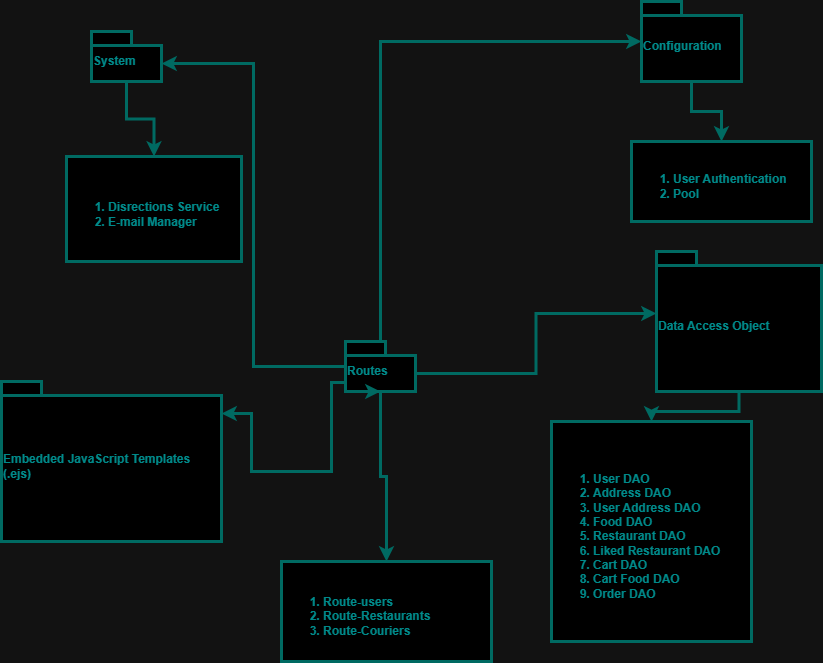 System
1. Disrections Service
2. E-mail Manager
Configuration
1. User Authentication
2. Pool
Data Access Object
1. User DAO
2. Address DAO
3. User Address DAO
4. Food DAO
5. Restaurant DAO
6. Liked Restaurant DAO
7. Cart DAO
8. Cart Food DAO
9. Order DAO
Routes
1. Route-users
2. Route-Restaurants
3. Route-Couriers
Embedded JavaScript Templates
(.ejs)